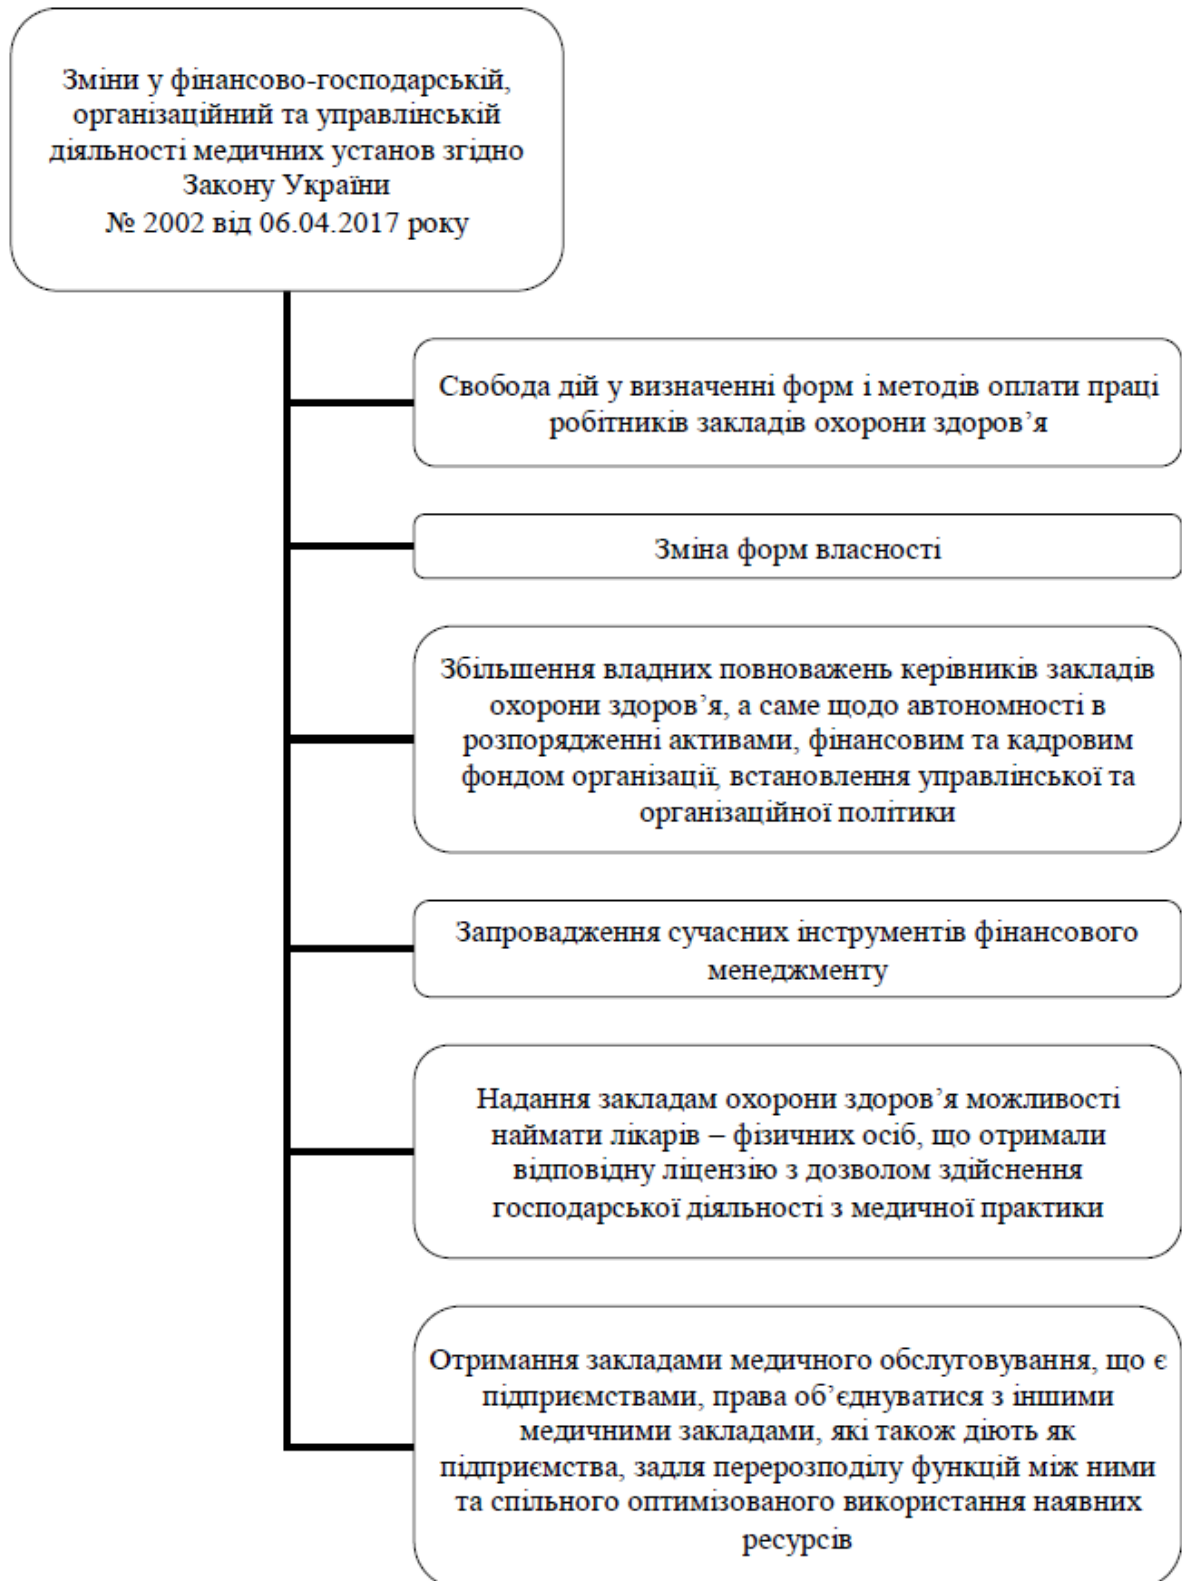 Зміни у фінансово-господарській,
організаційний та управлінській
діяльності медичних установ згідно
Закону України
№ 2002 від 06.04.2017 року
Свобода дій у визначенні форм і методів оплати праці
робітників закладів охорони здоров’я
Зміна форм власності
Збільшення владних повноважень керівників закладів
охорони здоров’я, а саме щодо автономності в
розпорядженні активами, фінансовим та кадровим
фондом організації, встановлення управлінської та
організаційної політики
Запровадження сучасних інструментів фінансового
менеджменту
Надання закладам охорони здоров’я можливості
наймати лікарів – фізичних осіб, що отримали
відповідну ліцензію з дозволом здійснення
господарської діяльності з медичної практики
Отримання закладами медичного обслуговування, що є
підприємствами, права об’єднуватися з іншими
медичними закладами, які також діють як
підприємства, задля перерозподілу функцій між ними
та спільного оптимізованого використання наявних
ресурсів